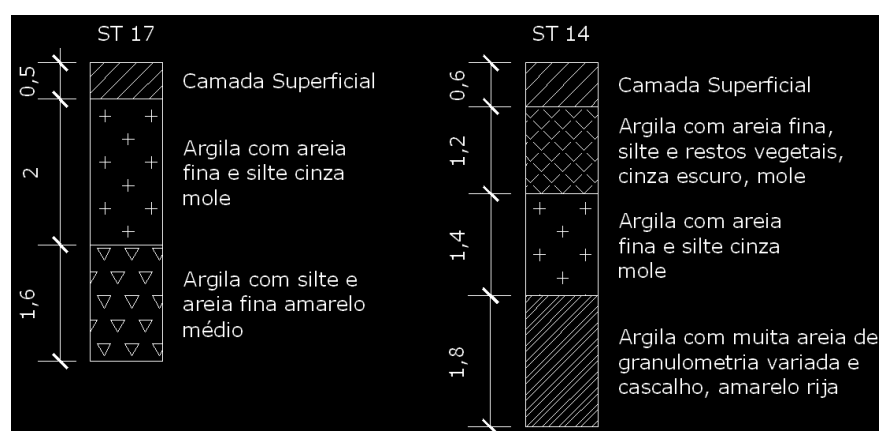 ST 17
0,5
Camada Superficial
2
Argila com areia
fina e silte cinza
mole
1,6
Argila com silte e
areia fina amarelo
médio
ST 14
0,6
Camada Superficial
1,2
Argila com areia fina,
silte e restos vegetais,
cinza escuro, mole
1,4
Argila com areia
fina e silte cinza
mole
1,8
Argila com muita areia de
granulometria variada e
cascalho, amarelo rija